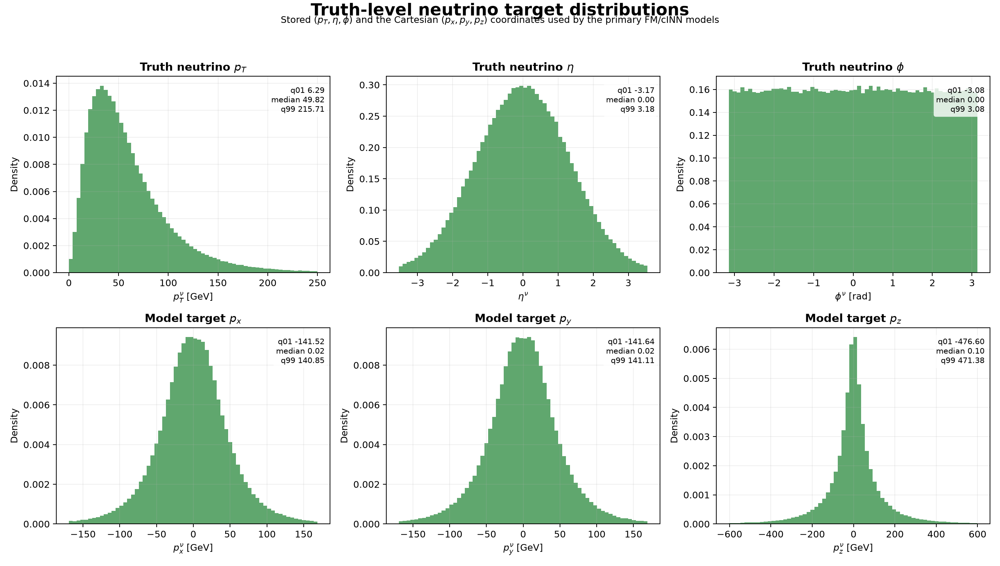 Truth-level neutrino target distributions
Stored (p_T, η, ϕ) and the Cartesian (p_x, p_y, p_z) coordinates used by the primary FM/cINN models
Truth neutrino p_T
Density
0.014
0.012
0.010
0.008
0.006
0.004
0.002
0.000
q01 6.29
median 49.82
q99 215.71
0 50 100 150 200 250
p_T^ν [GeV]
Truth neutrino η
Density
0.30
0.25
0.20
0.15
0.10
0.05
0.00
q01 -3.17
median 0.00
q99 3.18
−3 −2 −1 0 1 2 3
η^ν
Truth neutrino ϕ
Density
0.16
0.14
0.12
0.10
0.08
0.06
0.04
0.02
0.00
q01 -3.08
median 0.00
q99 3.08
−3 −2 −1 0 1 2 3
ϕ^ν [rad]
Model target p_x
Density
0.008
0.006
0.004
0.002
0.000
q01 -141.52
median 0.02
q99 140.85
−150 −100 −50 0 50 100 150
p_x^ν [GeV]
Model target p_y
Density
0.008
0.006
0.004
0.002
0.000
q01 -141.64
median 0.02
q99 141.11
−150 −100 −50 0 50 100 150
p_y^ν [GeV]
Model target p_z
Density
0.006
0.005
0.004
0.003
0.002
0.001
0.000
q01 -476.60
median 0.10
q99 471.38
−600 −400 −200 0 200 400 600
p_z^ν [GeV]